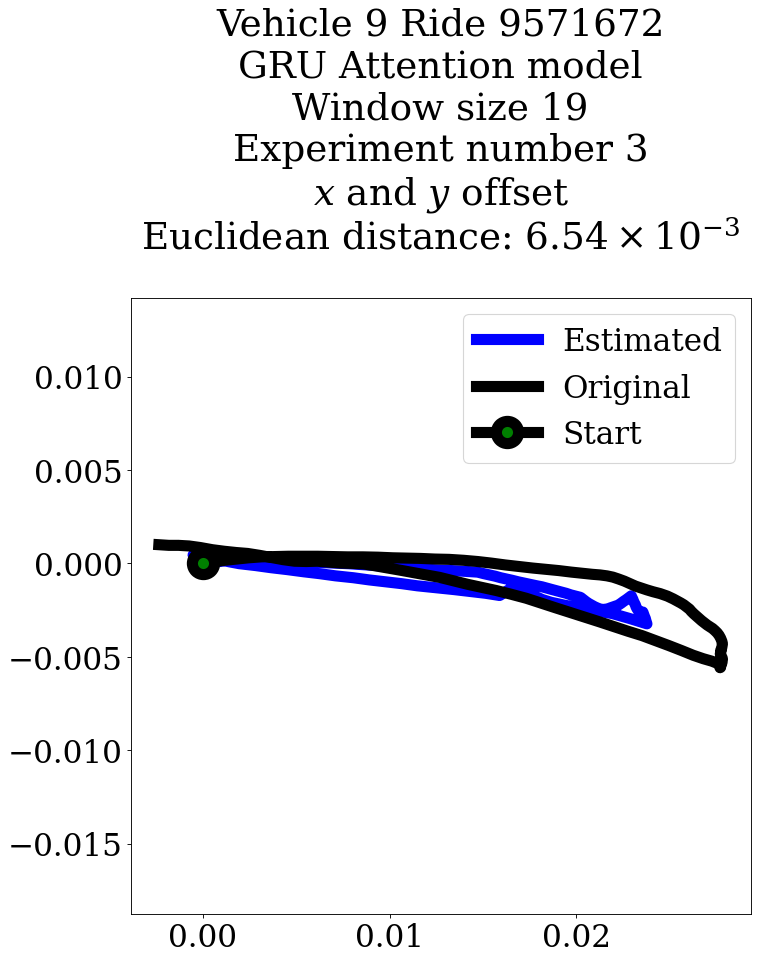 Vehicle 9 Ride 9571672
GRU Attention model
Window size 19
Experiment number 3
x and y offset
Euclidean distance: 6.54 × 10⁻³
Estimated
Original
Start
0.010
0.005
0.000
−0.005
−0.010
−0.015
0.00 0.01 0.02